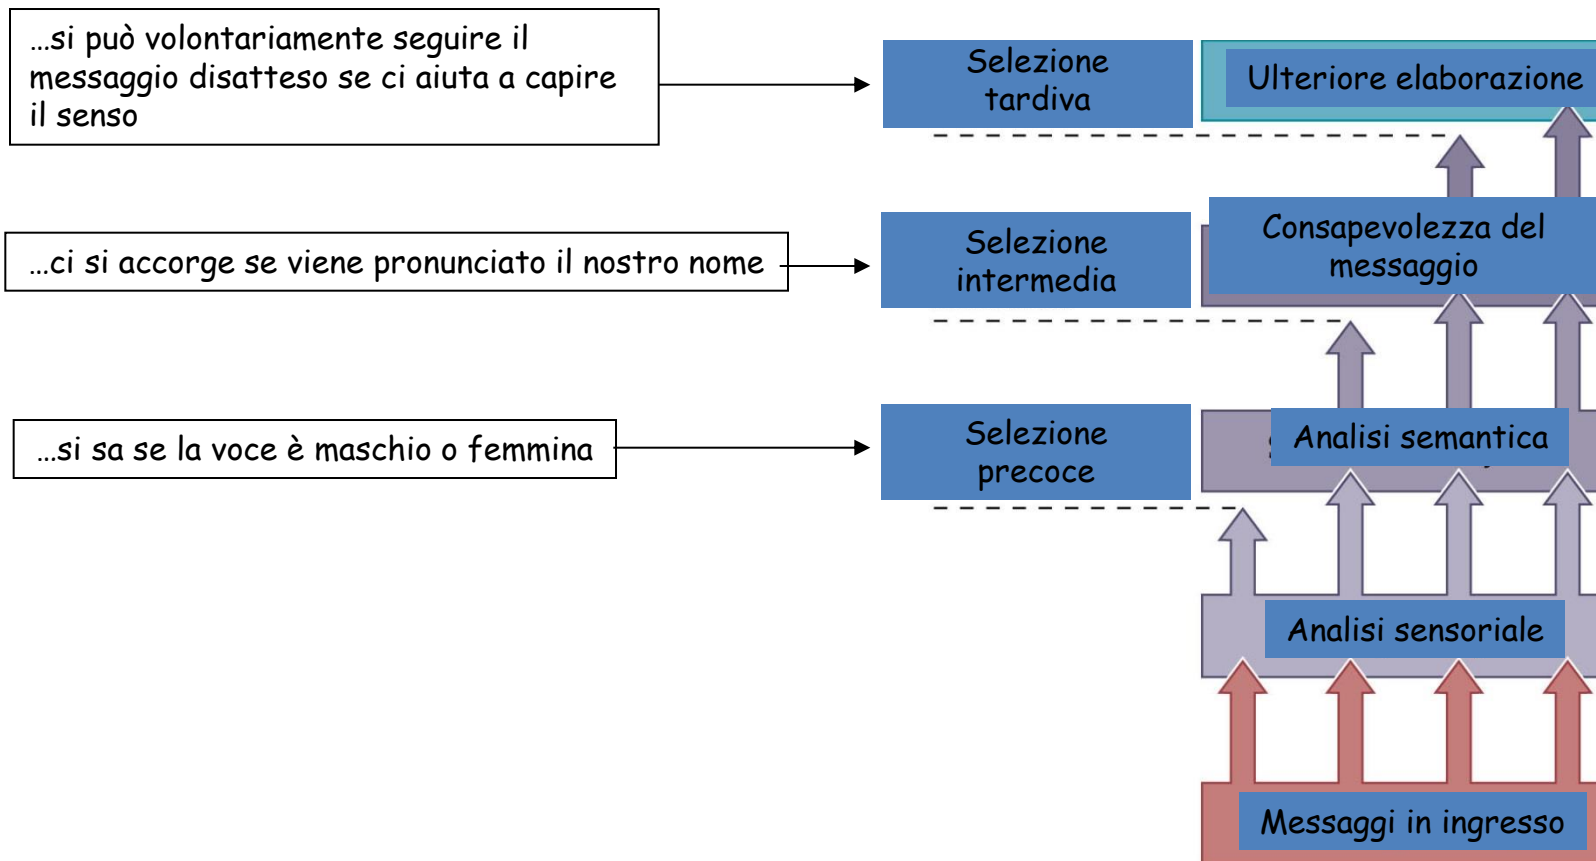 …si può volontariamente seguire il
messaggio disatteso se ci aiuta a capire
il senso
Selezione
tardiva
Ulteriore elaborazione
…ci si accorge se viene pronunciato il nostro nome
Selezione
intermedia
Consapevolezza del
messaggio
…si sa se la voce è maschio o femmina
Selezione
precoce
Analisi semantica
Analisi sensoriale
Messaggi in ingresso